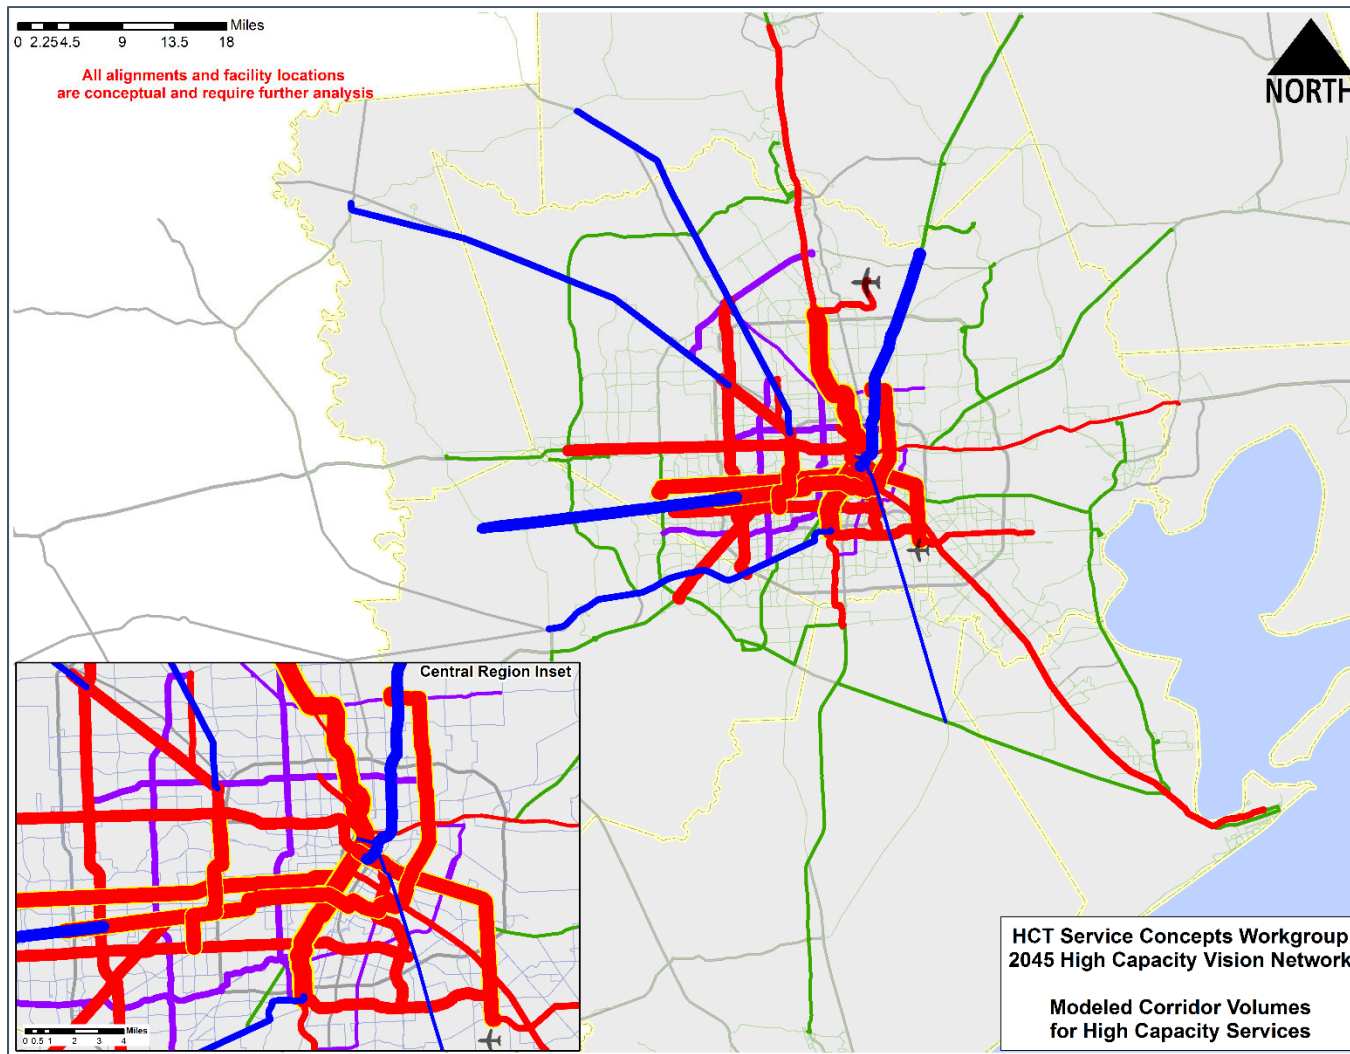 Miles
0 2.25 4.5 9 13.5 18
All alignments and facility locations
are conceptual and require further analysis
NORTH
Central Region Inset
Miles
0 0.5 1 2 3 4
HCT Service Concepts Workgroup
2045 High Capacity Vision Network
Modeled Corridor Volumes
for High Capacity Services